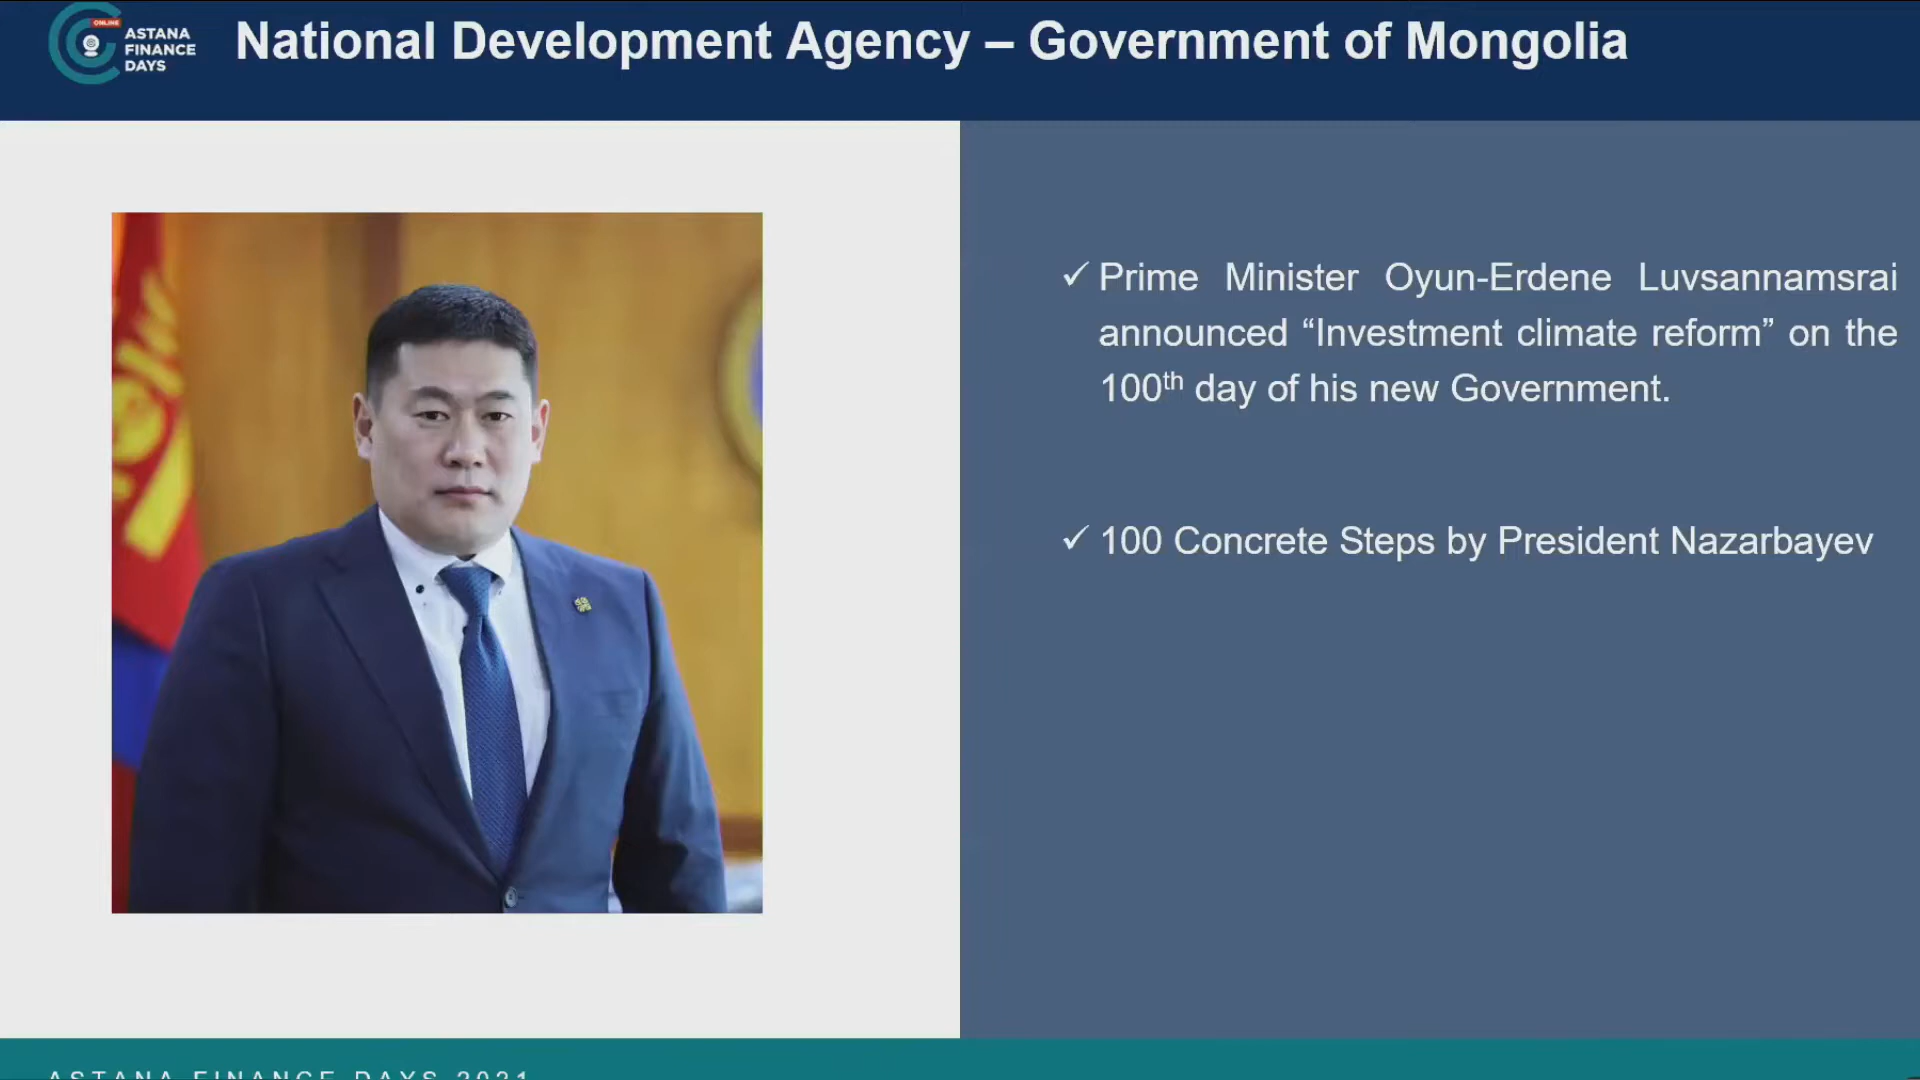 ONLINE
ASTANA
FINANCE
DAYS
National Development Agency – Government of Mongolia
✓ Prime Minister Oyun-Erdene Luvsannamsrai
announced “Investment climate reform” on the
100th day of his new Government.
✓ 100 Concrete Steps by President Nazarbayev
ASTANA FINANCE DAYS 2021